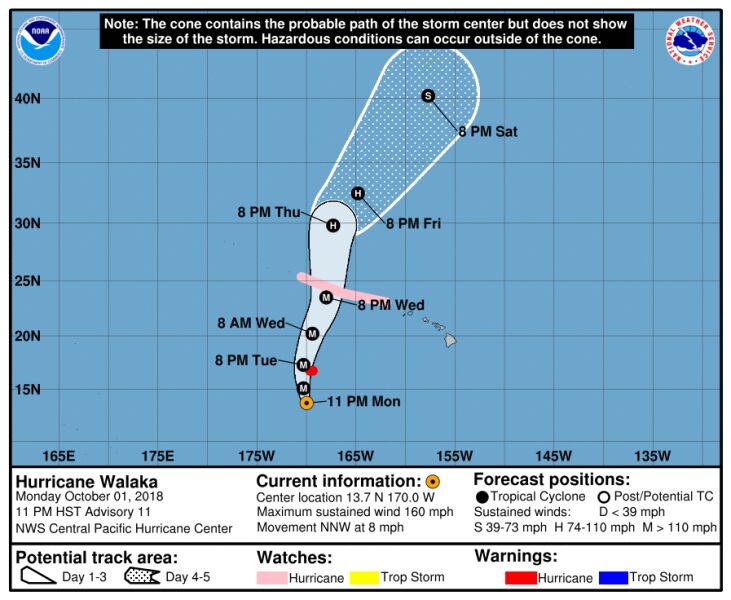 Note: The cone contains the probable path of the storm center but does not show
the size of the storm. Hazardous conditions can occur outside of the cone.
NOAA
NATIONAL WEATHER SERVICE
40N
35N
30N
25N
20N
15N
S
8 PM Sat
H
8 PM Fri
8 PM Thu
H
M
8 PM Wed
8 AM Wed
M
8 PM Tue
M
M
11 PM Mon
165E 175E 175W 165W 155W 145W 135W
Hurricane Walaka
Monday October 01, 2018
11 PM HST Advisory 11
NWS Central Pacific Hurricane Center
Current information:
Center location 13.7 N 170.0 W
Maximum sustained wind 160 mph
Movement NNW at 8 mph
Forecast positions:
Tropical Cyclone Post/Potential TC
Sustained winds: D < 39 mph
S 39-73 mph H 74-110 mph M > 110 mph
Potential track area:
Day 1-3 Day 4-5
Watches:
Hurricane Trop Storm
Warnings:
Hurricane Trop Storm